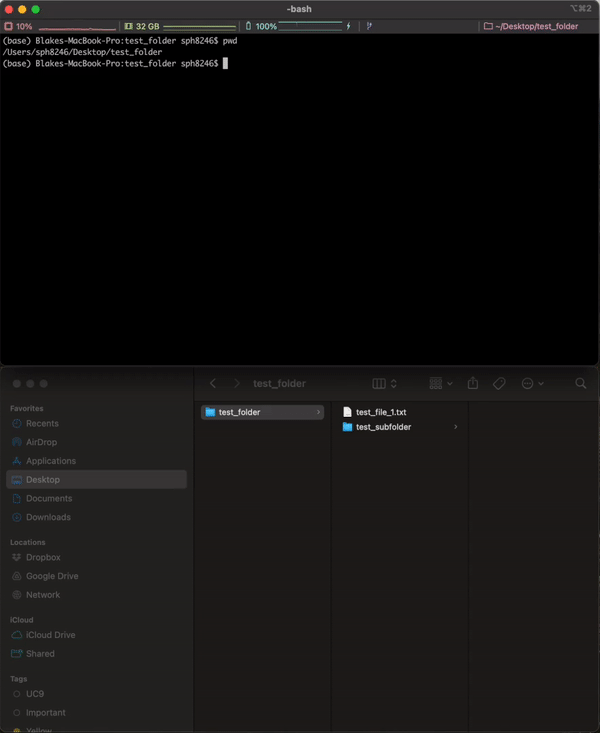 -bash
⌥⌘2
10%
32 GB
100%
~/Desktop/test_folder
(base) Blakes-MacBook-Pro:test_folder sph8246$ pwd
/Users/sph8246/Desktop/test_folder
(base) Blakes-MacBook-Pro:test_folder sph8246$
test_folder
Favorites
Recents
AirDrop
Applications
Desktop
Documents
Downloads
Locations
Dropbox
Google Drive
Network
iCloud
iCloud Drive
Shared
Tags
UC9
Important
Yellow
test_folder
test_file_1.txt
test_subfolder